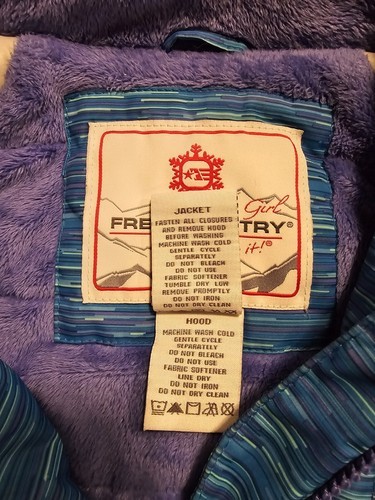 Girl
FRE TRY®
it!®
JACKET
FASTEN ALL CLOSURES
AND REMOVE HOOD
BEFORE WASHING
MACHINE WASH COLD
GENTLE CYCLE
SEPARATELY
DO NOT BLEACH
DO NOT USE
FABRIC SOFTENER
TUMBLE DRY LOW
REMOVE PROMPTLY
DO NOT IRON
DO NOT DRY CLEAN
HOOD
MACHINE WASH COLD
GENTLE CYCLE
SEPARATELY
DO NOT BLEACH
DO NOT USE
FABRIC SOFTENER
LINE DRY
DO NOT IRON
DO NOT DRY CLEAN